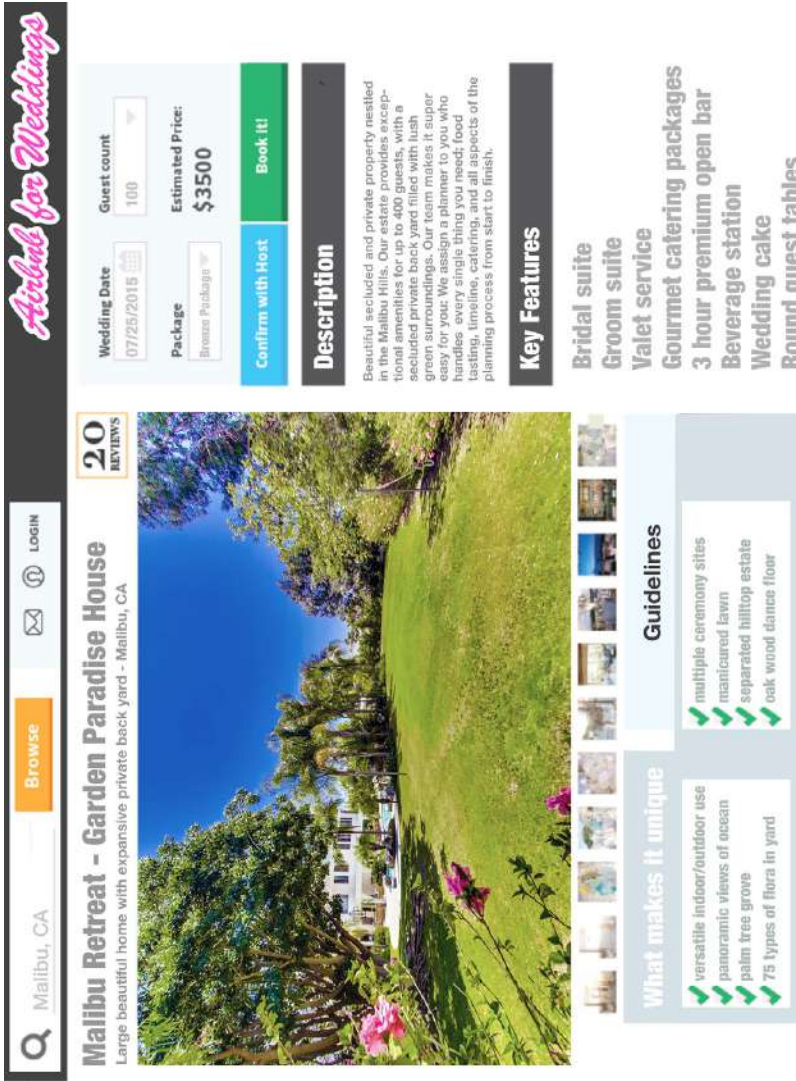 Malibu, CA
Browse
LOGIN
Airbnb for Weddings
Malibu Retreat - Garden Paradise House
Large beautiful home with expansive private back yard - Malibu, CA
20
REVIEWS
Wedding Date
07/25/2015
Guest count
100
Package
Bronze Package
Estimated Price:
$3500
Confirm with Host
Book it!
Description
Beautiful secluded and private property nestled
in the Malibu Hills. Our estate provides excep-
tional amenities for up to 400 guests, with a
secluded private back yard filled with lush
green surroundings. Our team makes it super
easy for you: We assign a planner to you who
handles every single thing you need; food
tasting, timeline, catering, and all aspects of the
planning process from start to finish.
Key Features
Bridal suite
Groom suite
Valet service
Gourmet catering packages
3 hour premium open bar
Beverage station
Wedding cake
Round guest tables
What makes it unique
Guidelines
versatile indoor/outdoor use
panoramic views of ocean
palm tree grove
75 types of flora in yard
multiple ceremony sites
manicured lawn
separated hilltop estate
oak wood dance floor